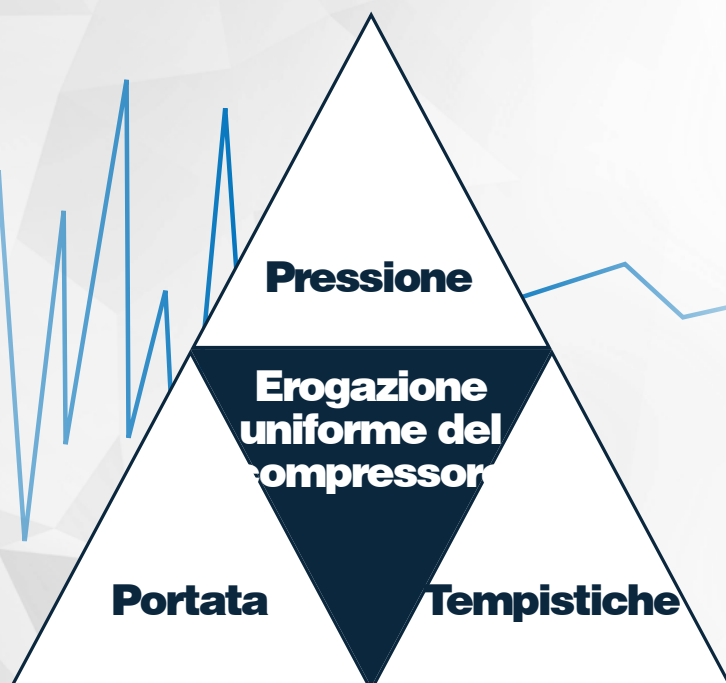 Pressione
Erogazione
uniforme del
compressore
Portata
Tempistiche